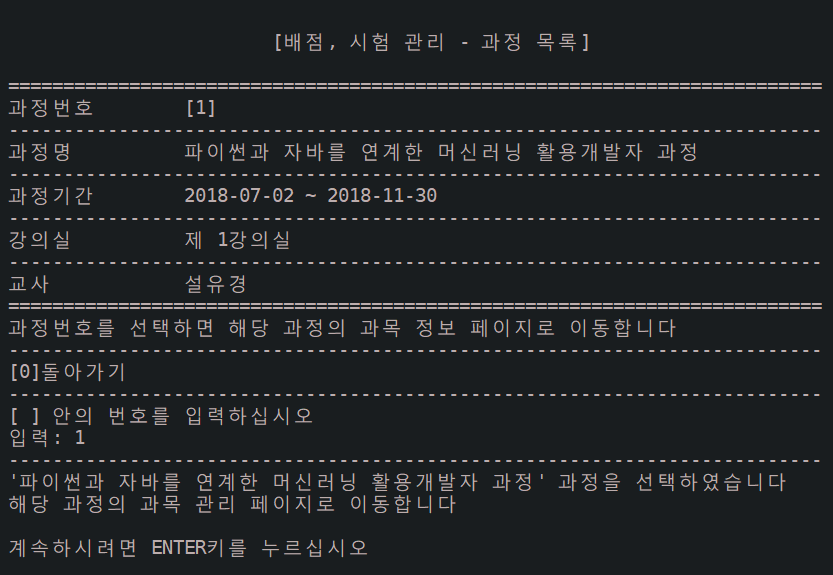 [배점, 시험 관리 - 과정 목록]
==========================================================================
과정번호 [1]
--------------------------------------------------------------------------
과정명 파이썬과 자바를 연계한 머신러닝 활용개발자 과정
--------------------------------------------------------------------------
과정기간 2018-07-02 ~ 2018-11-30
--------------------------------------------------------------------------
강의실 제 1강의실
--------------------------------------------------------------------------
교사 설유경
==========================================================================
과정번호를 선택하면 해당 과정의 과목 정보 페이지로 이동합니다
--------------------------------------------------------------------------
[0]돌아가기
--------------------------------------------------------------------------
[ ] 안의 번호를 입력하십시오
입력: 1
--------------------------------------------------------------------------
'파이썬과 자바를 연계한 머신러닝 활용개발자 과정' 과정을 선택하였습니다
해당 과정의 과목 관리 페이지로 이동합니다
계속하시려면 ENTER키를 누르십시오